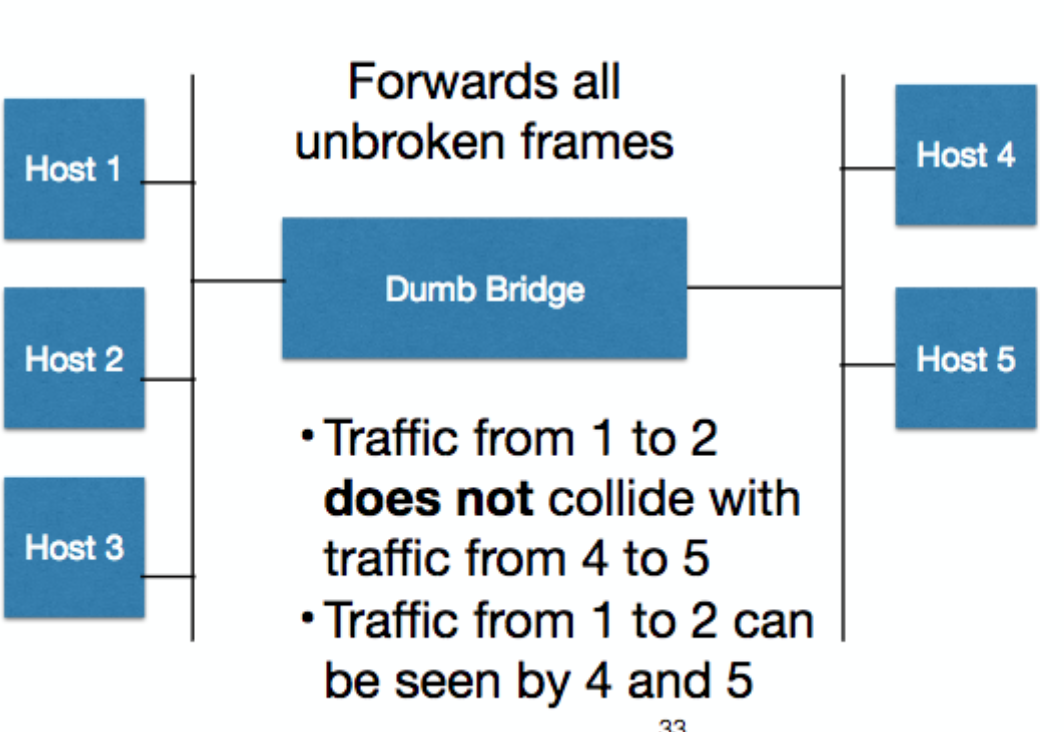 Forwards all
unbroken frames
Host 1
Host 4
Dumb Bridge
Host 2
Host 5
Host 3
• Traffic from 1 to 2
does not collide with
traffic from 4 to 5
• Traffic from 1 to 2 can
be seen by 4 and 5
33